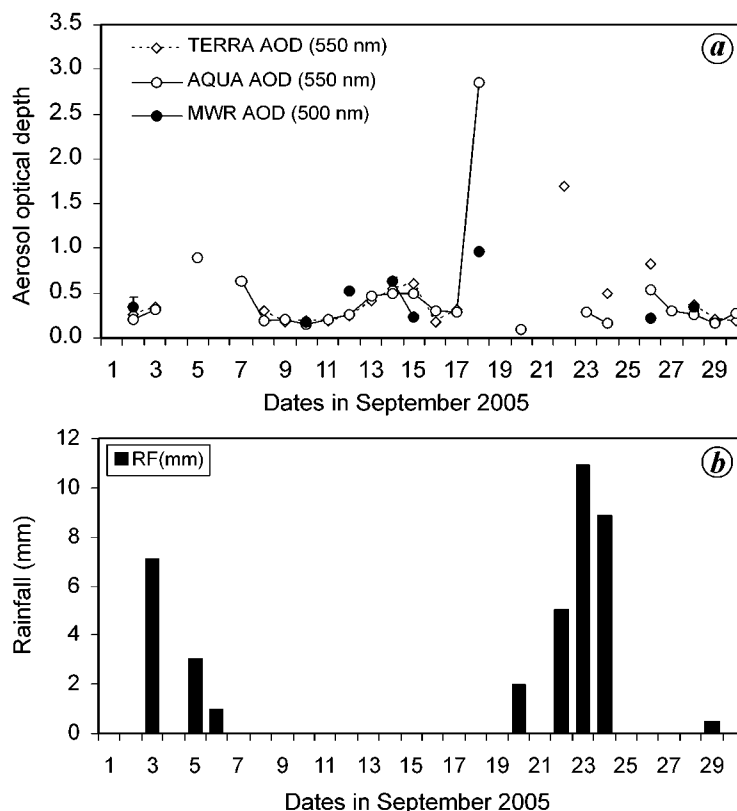 a
TERRA AOD (550 nm)
AQUA AOD (550 nm)
MWR AOD (500 nm)
Aerosol optical depth
3.5
3.0
2.5
2.0
1.5
1.0
0.5
0.0
1 3 5 7 9 11 13 15 17 19 21 23 25 27 29
Dates in September 2005
b
RF(mm)
Rainfall (mm)
12
10
8
6
4
2
0
1 3 5 7 9 11 13 15 17 19 21 23 25 27 29
Dates in September 2005